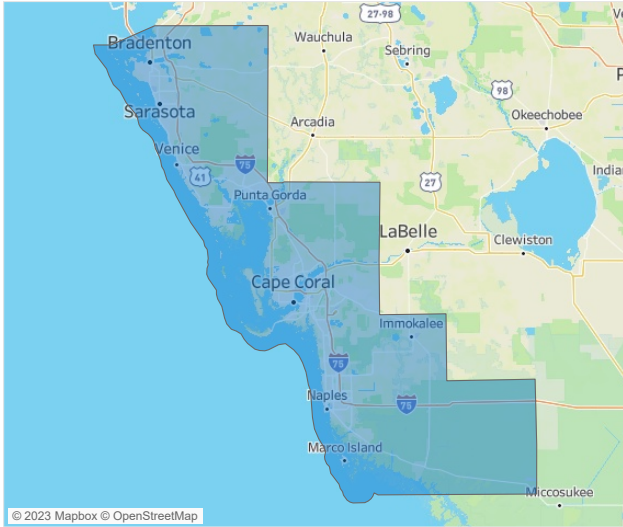 27-98
Bradenton
Wauchula
Sebring
98
Sarasota
Okeechobee
Arcadia
Venice
75
41
27
Indian
Punta Gorda
LaBelle
Clewiston
Cape Coral
Immokalee
75
Naples
75
Marco Island
Miccosukee
© 2023 Mapbox © OpenStreetMap